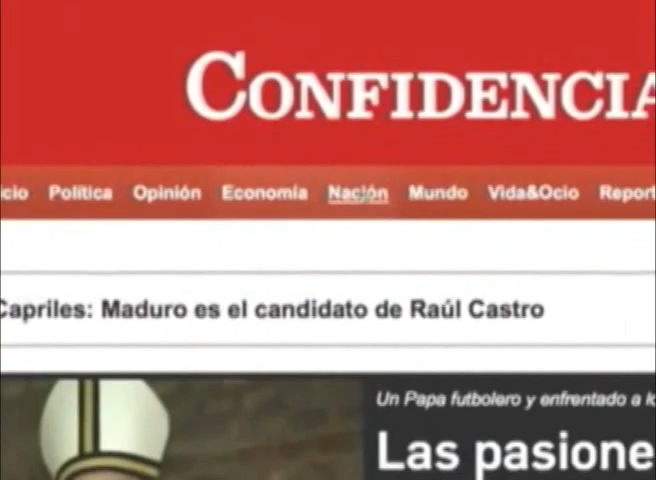 CONFIDENCIA
cio Política Opinión Economía Nación Mundo Vida&Ocio Report
Capriles: Maduro es el candidato de Raúl Castro
Un Papa futbolero y enfrentado a l
Las pasione